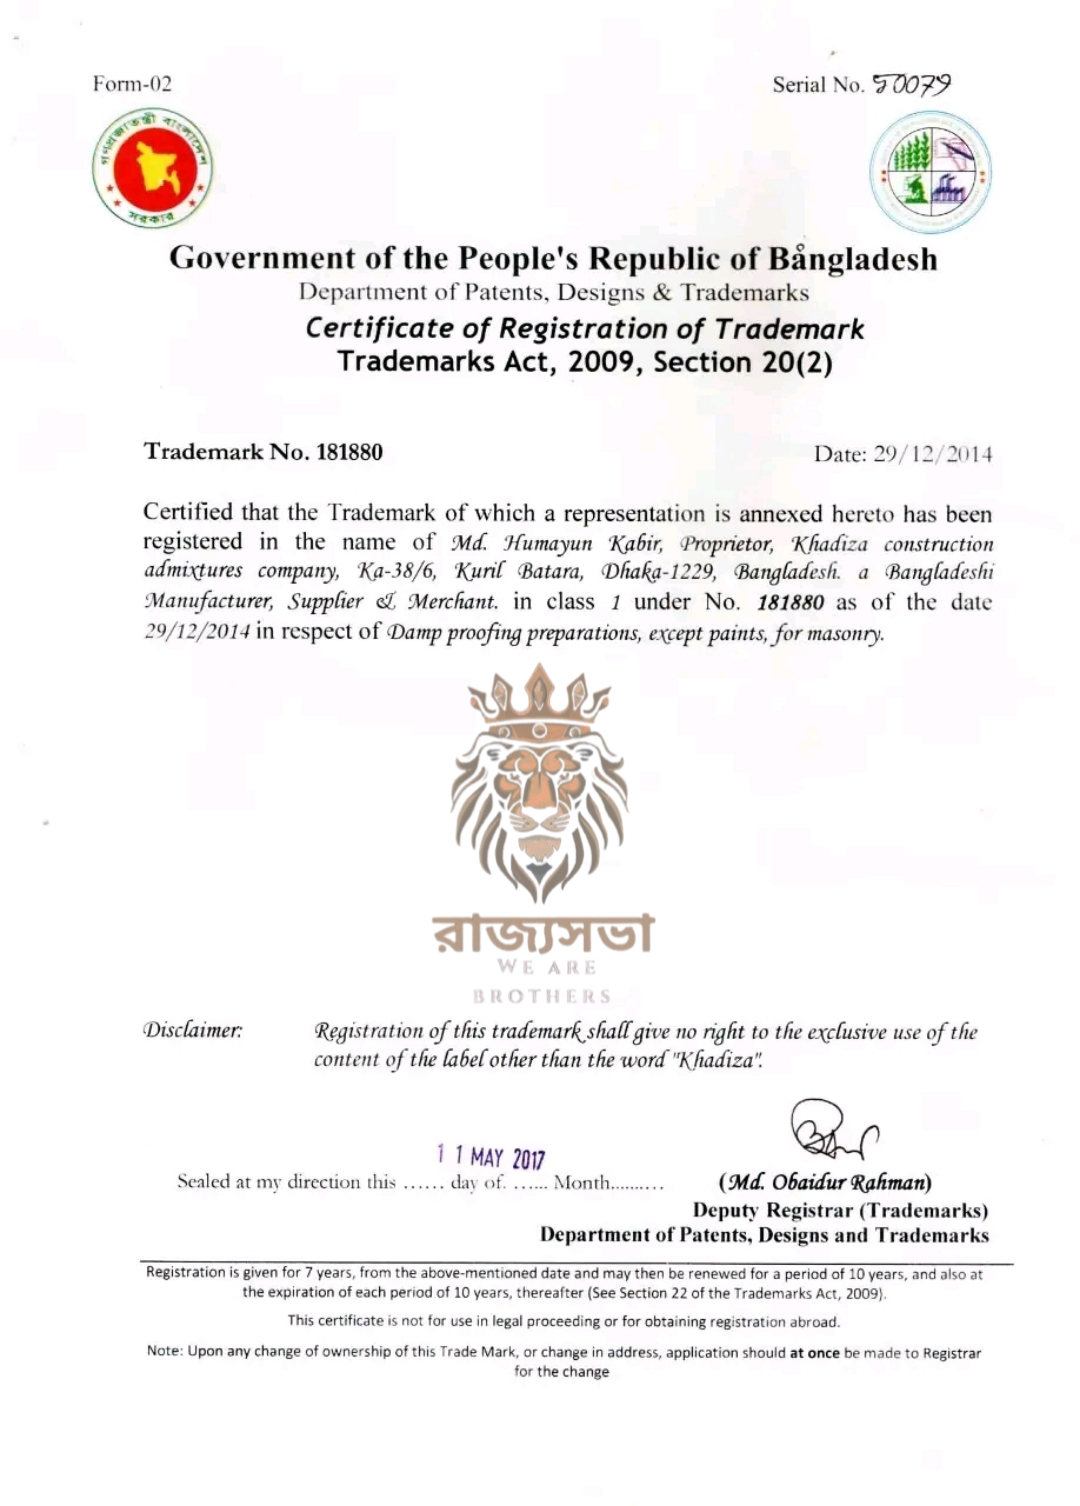 Form-02
Serial No. 50079
গণপ্রজাতন্ত্রী বাংলাদেশ
সরকার
Government of the People's Republic of Bangladesh
Department of Patents, Designs & Trademarks
Certificate of Registration of Trademark
Trademarks Act, 2009, Section 20(2)
Trademark No. 181880
Date: 29/12/2014
Certified that the Trademark of which a representation is annexed hereto has been
registered in the name of Md. Humayun Kabir, Proprietor, Khadiza construction
admixtures company, Ka-38/6, Kuril Batara, Dhaka-1229, Bangladesh. a Bangladeshi
Manufacturer, Supplier & Merchant. in class 1 under No. 181880 as of the date
29/12/2014 in respect of Damp proofing preparations, except paints, for masonry.
রাজ্যসভা
WE ARE
BROTHERS
Disclaimer:
Registration of this trademark shall give no right to the exclusive use of the
content of the label other than the word "Khadiza".
11 MAY 2017
Sealed at my direction this ...... day of. ...... Month..........
(Md. Obaidur Rahman)
Deputy Registrar (Trademarks)
Department of Patents, Designs and Trademarks
Registration is given for 7 years, from the above-mentioned date and may then be renewed for a period of 10 years, and also at
the expiration of each period of 10 years, thereafter (See Section 22 of the Trademarks Act, 2009).
This certificate is not for use in legal proceeding or for obtaining registration abroad.
Note: Upon any change of ownership of this Trade Mark, or change in address, application should at once be made to Registrar
for the change